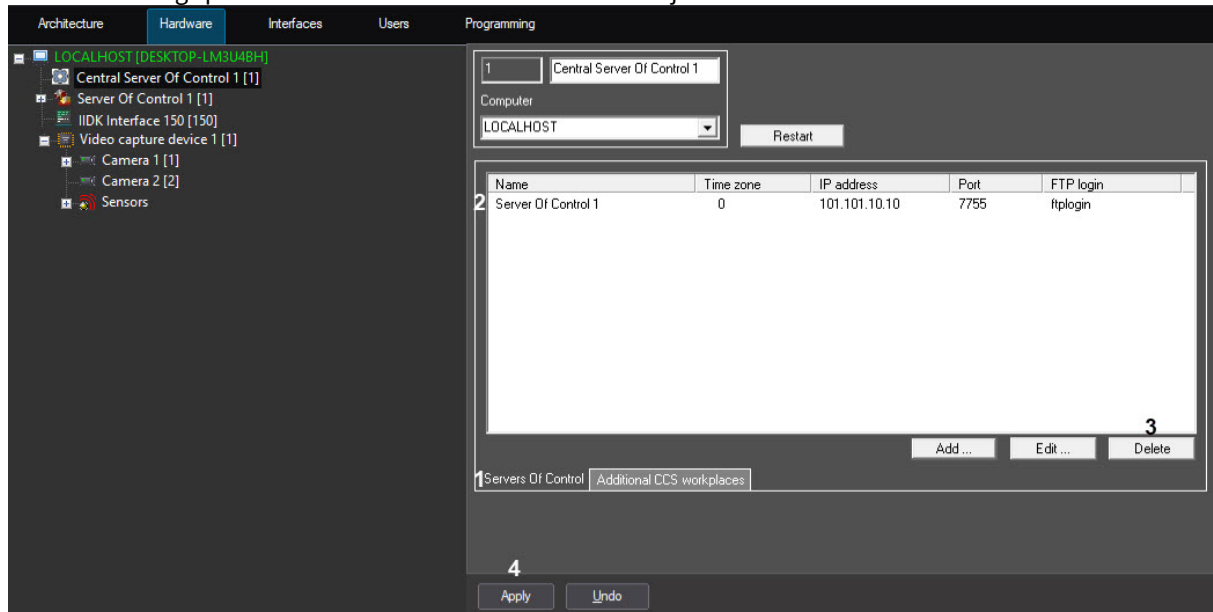 Architecture Hardware Interfaces Users Programming
LOCALHOST [DESKTOP-LM3U4BH]
Central Server Of Control 1 [1]
Server Of Control 1 [1]
IIDK Interface 150 [150]
Video capture device 1 [1]
Camera 1 [1]
Camera 2 [2]
Sensors
1 Central Server Of Control 1
Computer
LOCALHOST
Restart
Name Time zone IP address Port FTP login
2 Server Of Control 1 0 101.101.10.10 7755 ftplogin
3
Add ... Edit ... Delete
1 Servers Of Control Additional CCS workplaces
4
Apply Undo